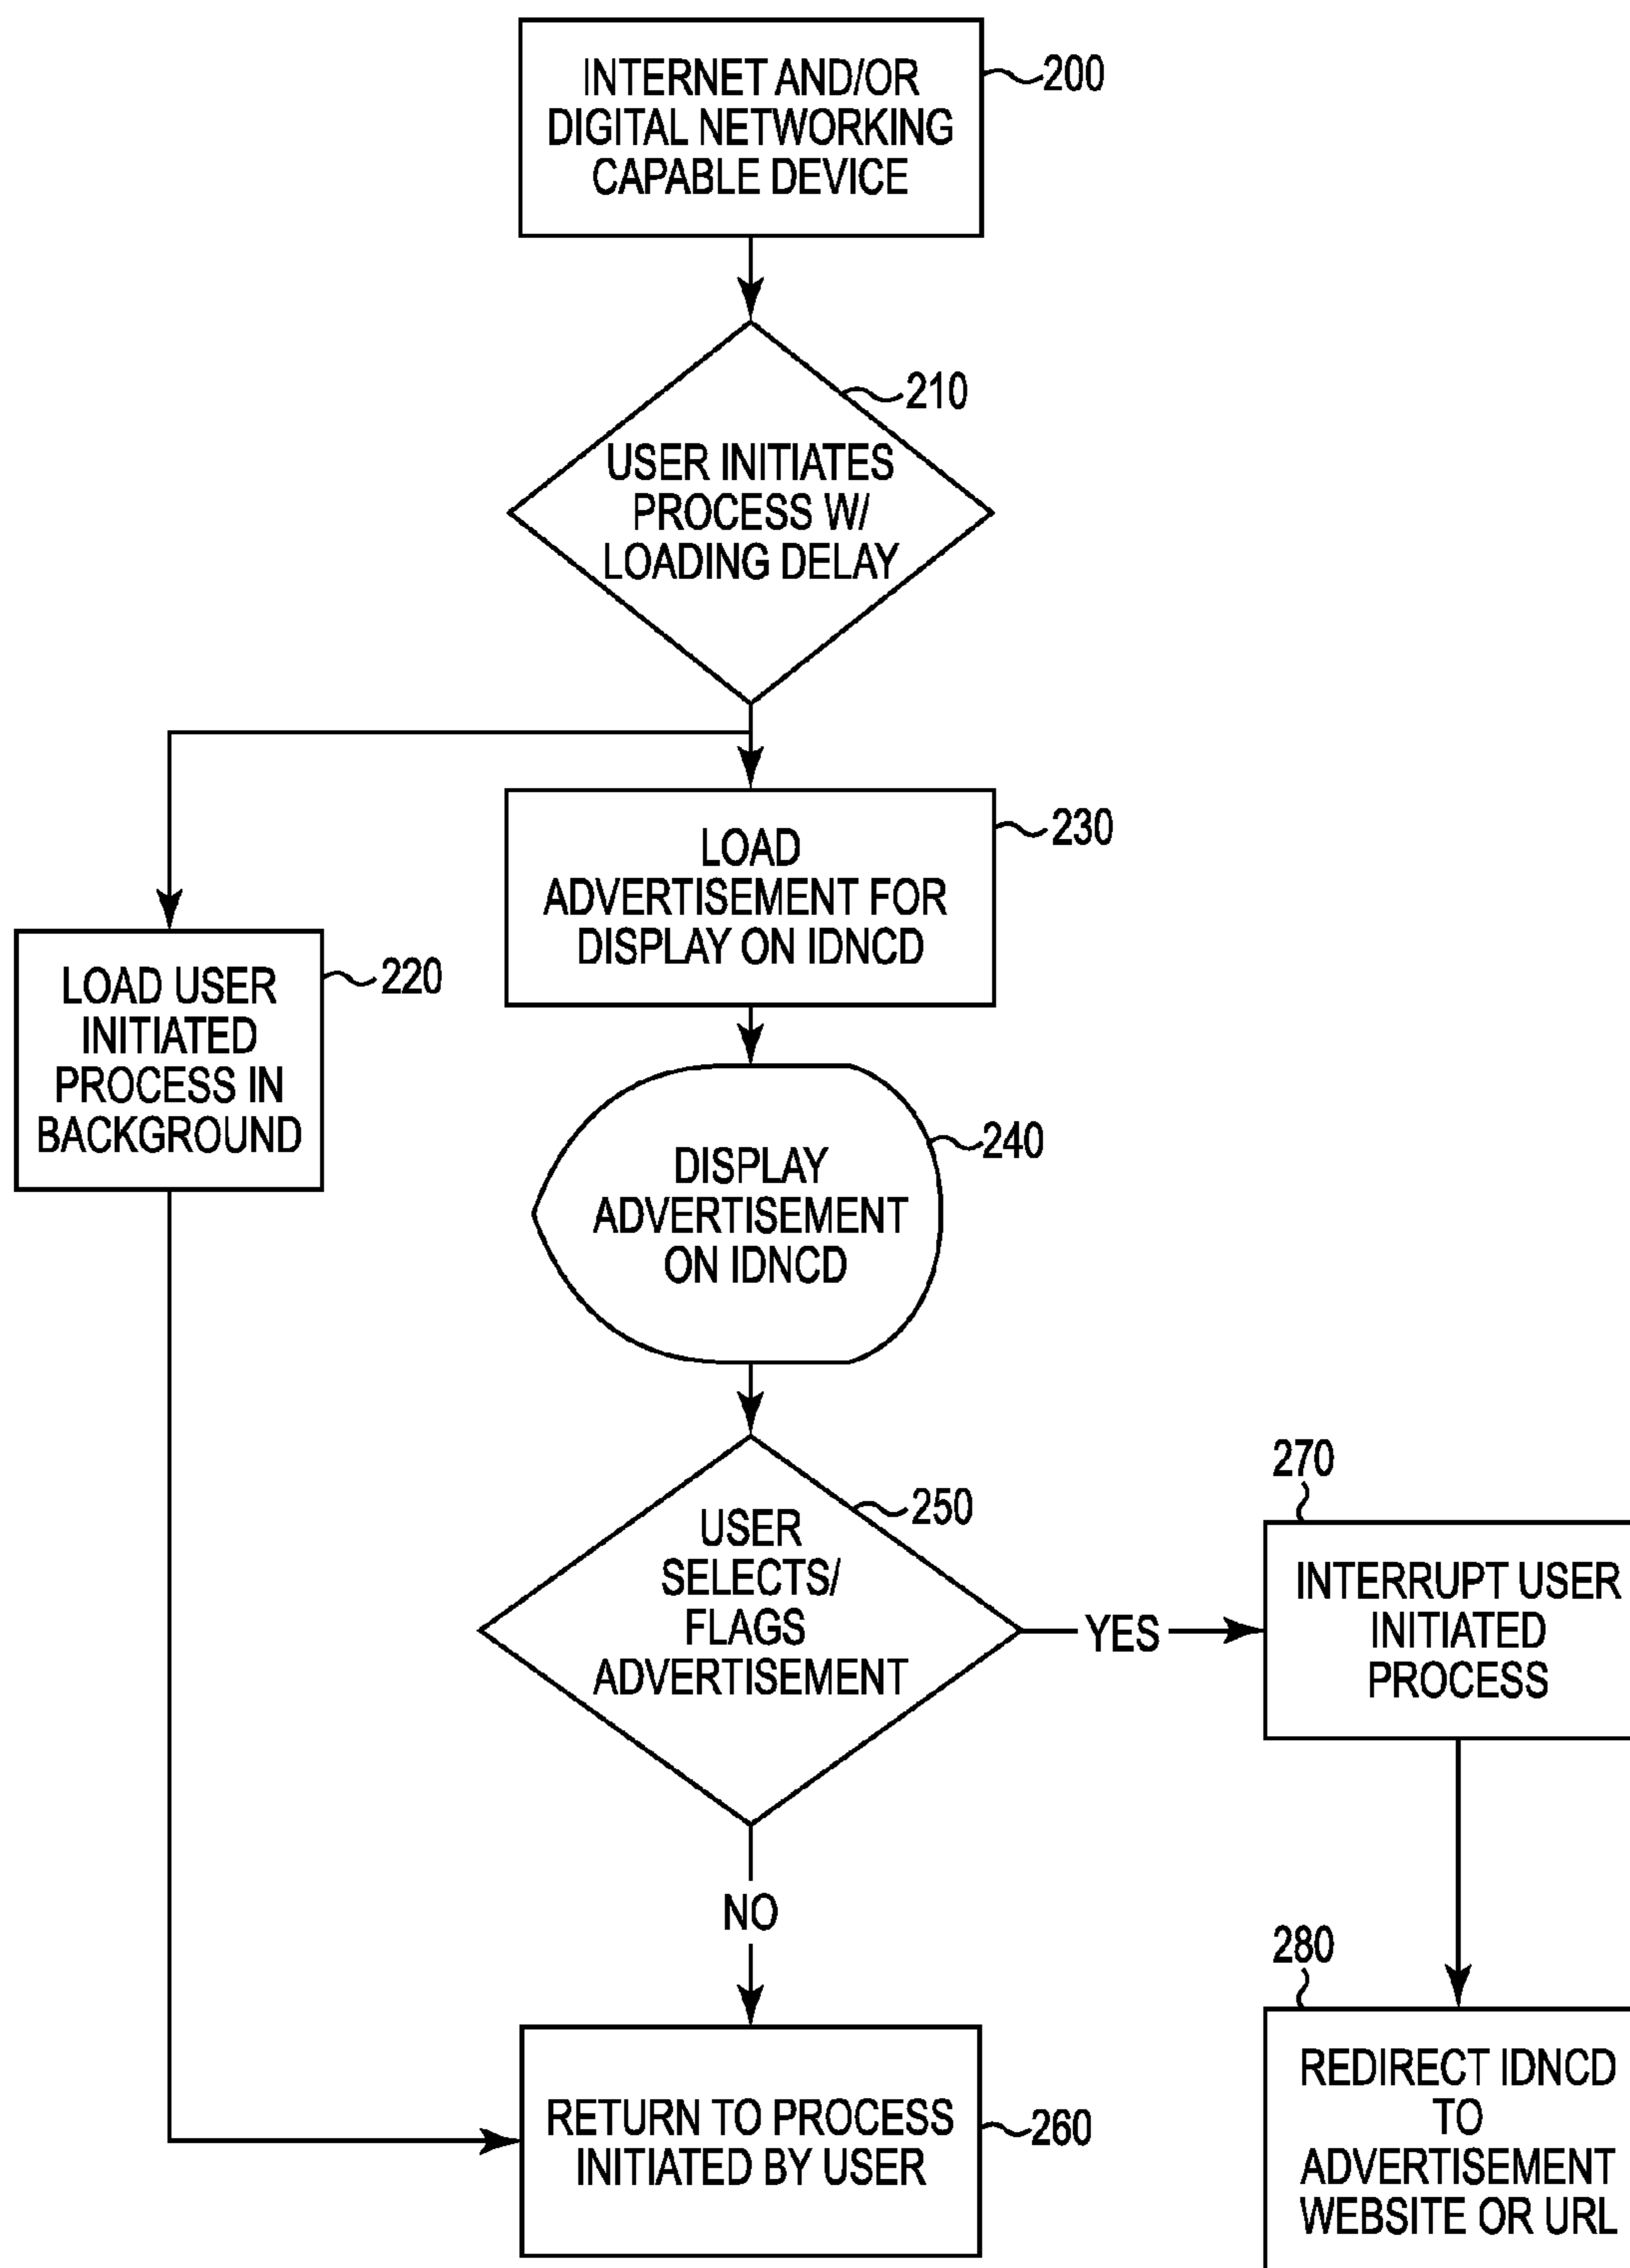 INTERNET AND/OR
DIGITAL NETWORKING
CAPABLE DEVICE
200
210
USER INITIATES
PROCESS W/
LOADING DELAY
230
LOAD
ADVERTISEMENT FOR
DISPLAY ON IDNCD
220
LOAD USER
INITIATED
PROCESS IN
BACKGROUND
240
DISPLAY
ADVERTISEMENT
ON IDNCD
250
USER
SELECTS/
FLAGS
ADVERTISEMENT
YES
270
INTERRUPT USER
INITIATED
PROCESS
NO
280
REDIRECT IDNCD
TO
ADVERTISEMENT
WEBSITE OR URL
RETURN TO PROCESS
INITIATED BY USER
260